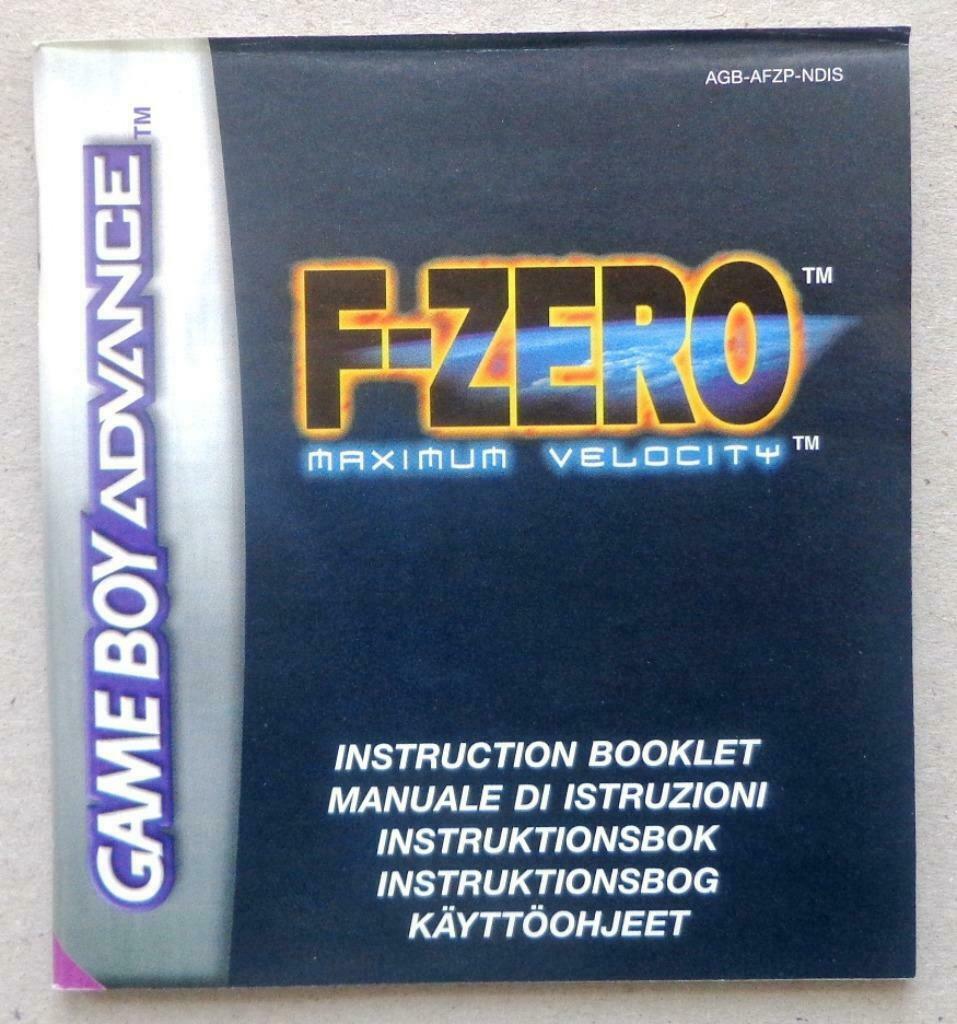 AGB-AFZP-NDIS
GAME BOY ADVANCE™
F-ZERO™
MAXIMUM VELOCITY™
INSTRUCTION BOOKLET
MANUALE DI ISTRUZIONI
INSTRUKTIONSBOK
INSTRUKTIONSBOG
KÄYTTÖOHJEET